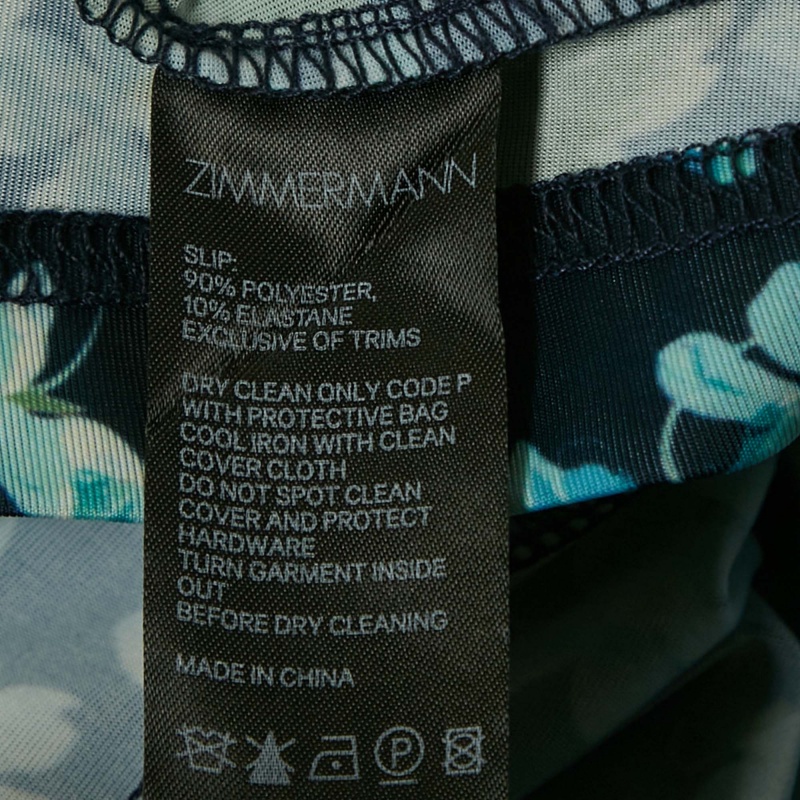 ZIMMERMANN
SLIP:
90% POLYESTER,
10% ELASTANE
EXCLUSIVE OF TRIMS
DRY CLEAN ONLY CODE P
WITH PROTECTIVE BAG
COOL IRON WITH CLEAN
COVER CLOTH
DO NOT SPOT CLEAN
COVER AND PROTECT
HARDWARE
TURN GARMENT INSIDE
OUT
BEFORE DRY CLEANING
MADE IN CHINA
P